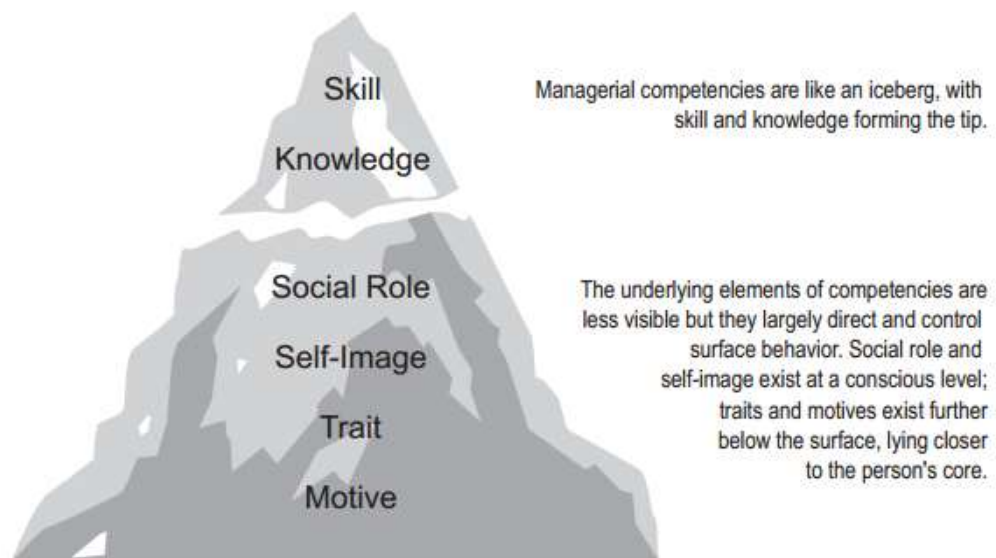 Skill
Knowledge
Managerial competencies are like an iceberg, with
skill and knowledge forming the tip.
Social Role
Self-Image
Trait
Motive
The underlying elements of competencies are
less visible but they largely direct and control
surface behavior. Social role and
self-image exist at a conscious level;
traits and motives exist further
below the surface, lying closer
to the person's core.